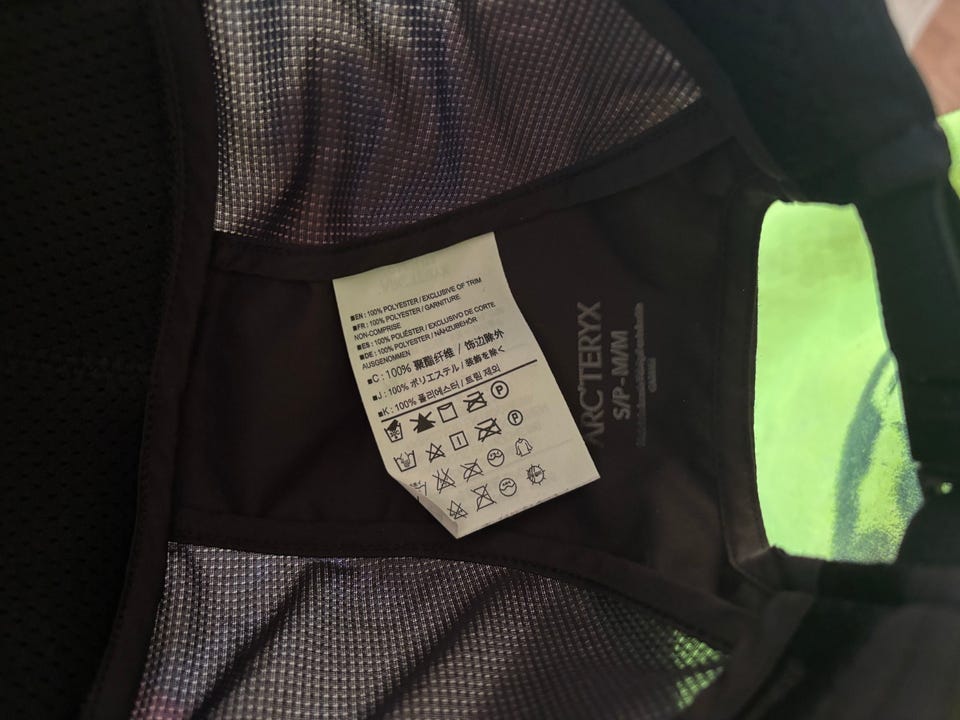 ■EN : 100% POLYESTER / EXCLUSIVE OF TRIM
■FR : 100% POLYESTER / GARNITURE
NON-COMPRISE
■ES : 100% POLIÉSTER / EXCLUSIVO DE CORTE
■DE : 100% POLYESTER / NÄHZUBEHÖR
AUSGENOMMEN
■C : 100% 聚酯纤维 / 饰边除外
■J : 100% ポリエステル / 装飾を除く
■K : 100% 폴리에스터 / 트림 제외
ARC'TERYX
S/P-M/M